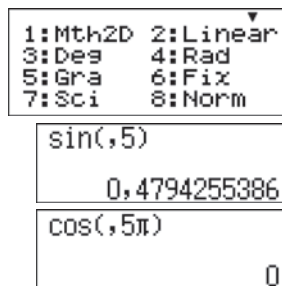 1:Mth2D 2:Linear
3:Deg 4:Rad
5:Gra 6:Fix
7:Sci 8:Norm
sin(,5)
0,4794255386
cos(,5π)
0